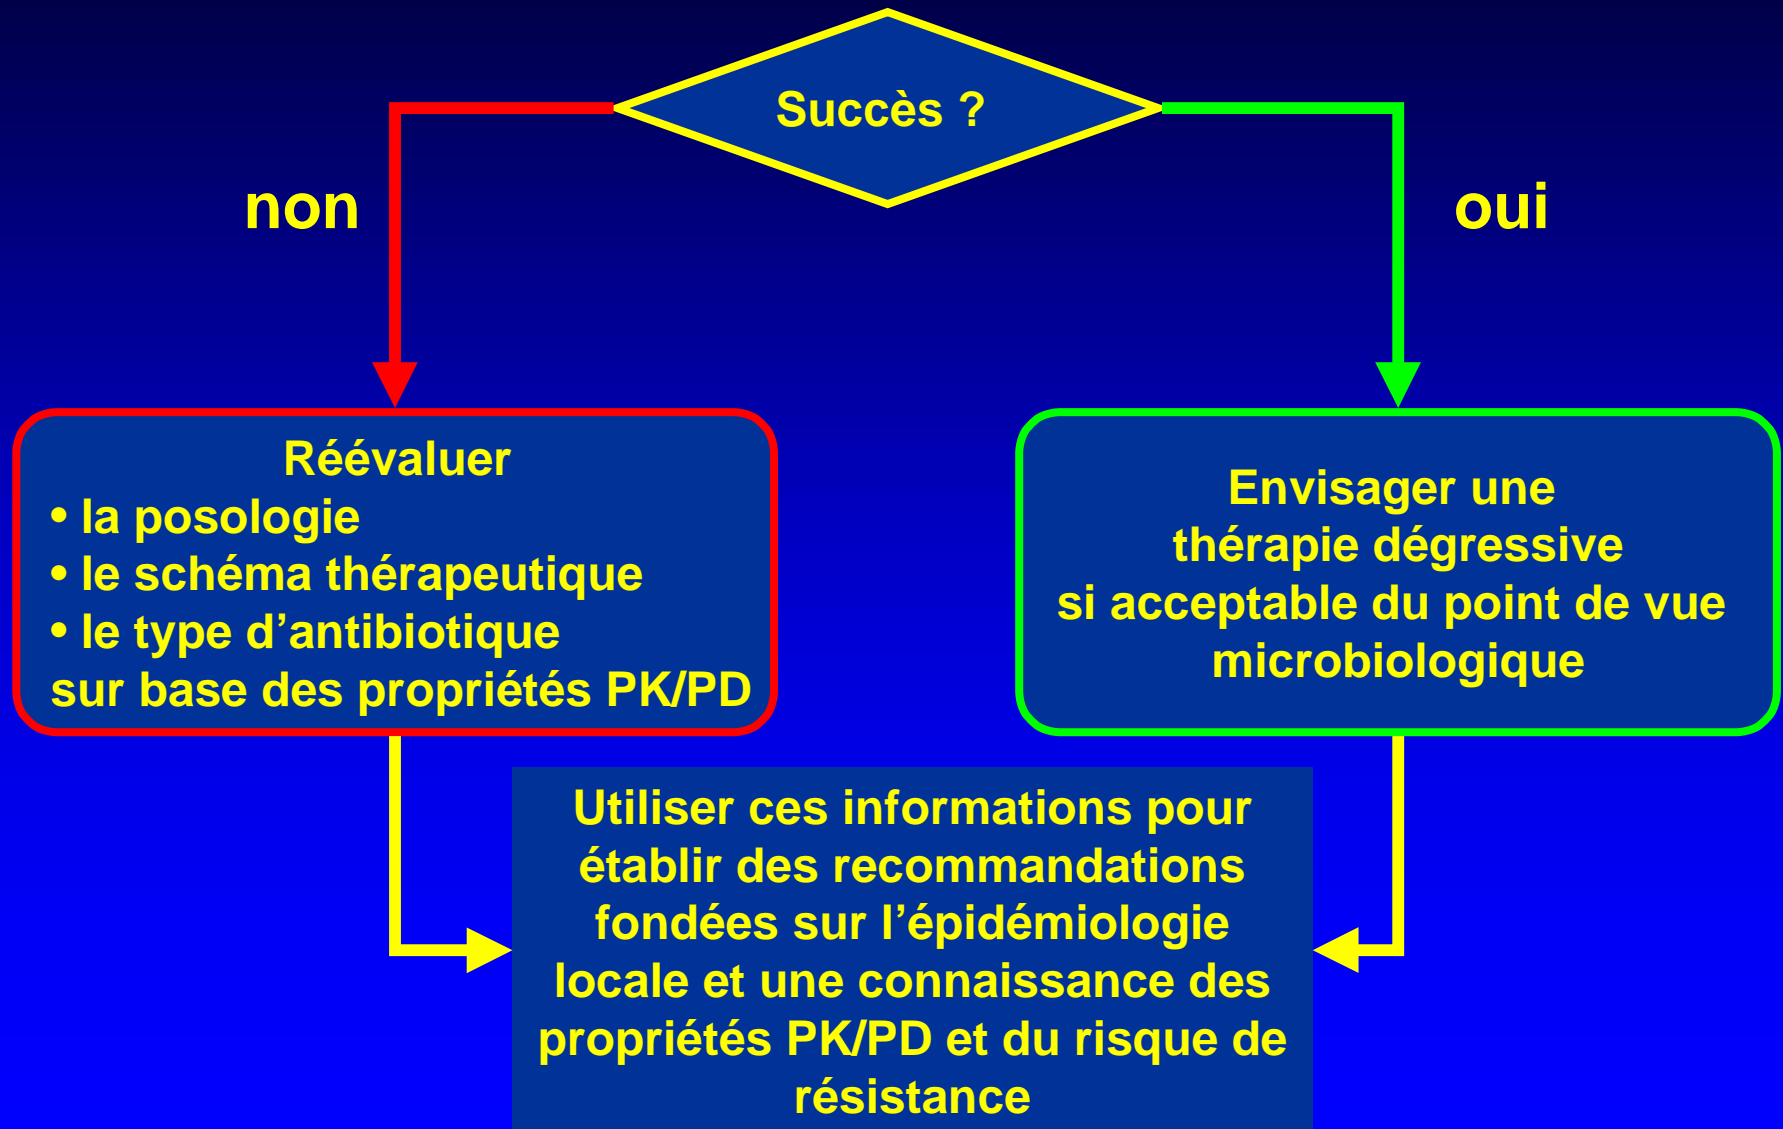 Succès ?
non
oui
Réévaluer
• la posologie
• le schéma thérapeutique
• le type d’antibiotique
sur base des propriétés PK/PD
Envisager une
thérapie dégressive
si acceptable du point de vue
microbiologique
Utiliser ces informations pour
établir des recommandations
fondées sur l’épidémiologie
locale et une connaissance des
propriétés PK/PD et du risque de
résistance